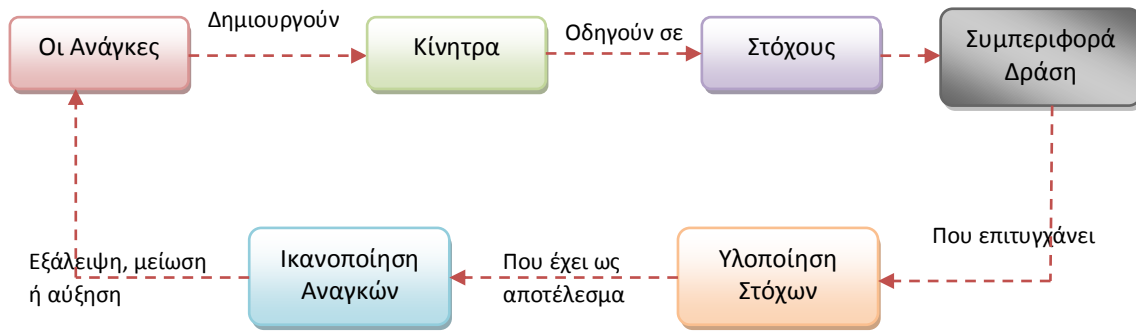 Οι Ανάγκες
Δημιουργούν
Κίνητρα
Οδηγούν σε
Στόχους
Συμπεριφορά
Δράση
Που επιτυγχάνει
Υλοποίηση
Στόχων
Που έχει ως
αποτέλεσμα
Ικανοποίηση
Αναγκών
Εξάλειψη, μείωση
ή αύξηση